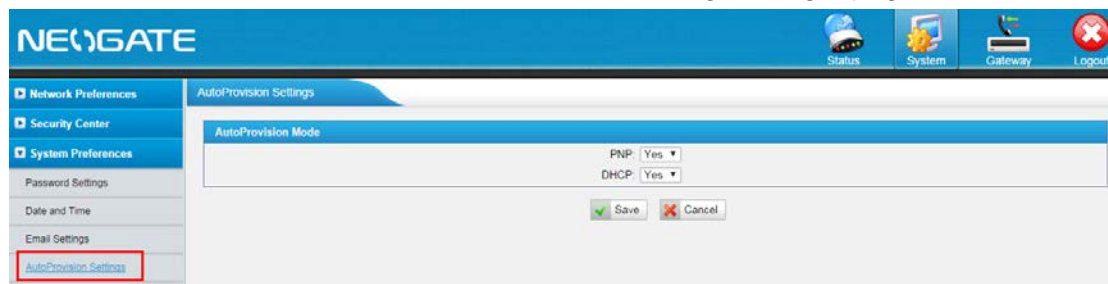 NEOGATE
Status System Gateway Logout
Network Preferences
AutoProvision Settings
Security Center
AutoProvision Mode
System Preferences
PNP: Yes
DHCP: Yes
Password Settings
Save Cancel
Date and Time
Email Settings
AutoProvision Settings